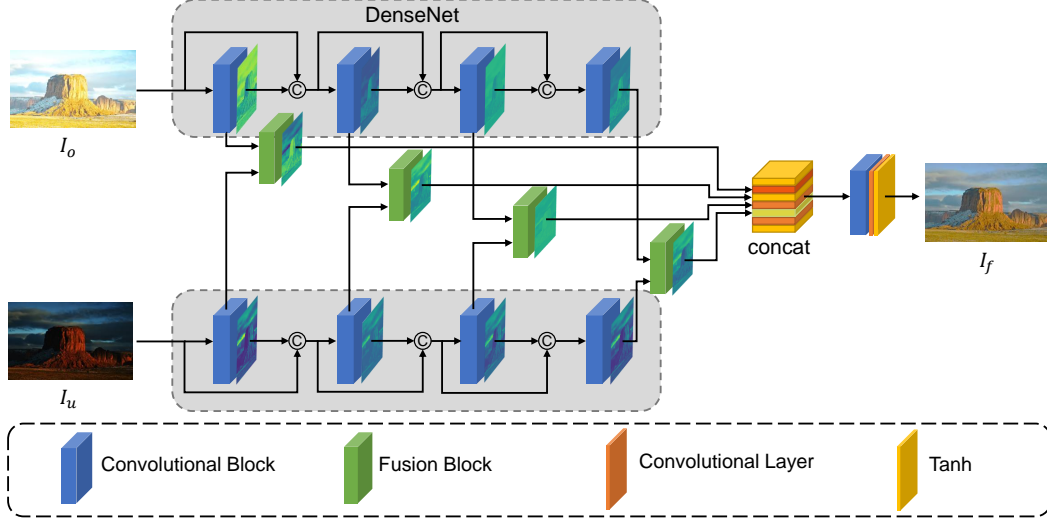 DenseNet
C C C
I_o
concat
I_f
C C C
I_u
Convolutional Block
Fusion Block
Convolutional Layer
Tanh